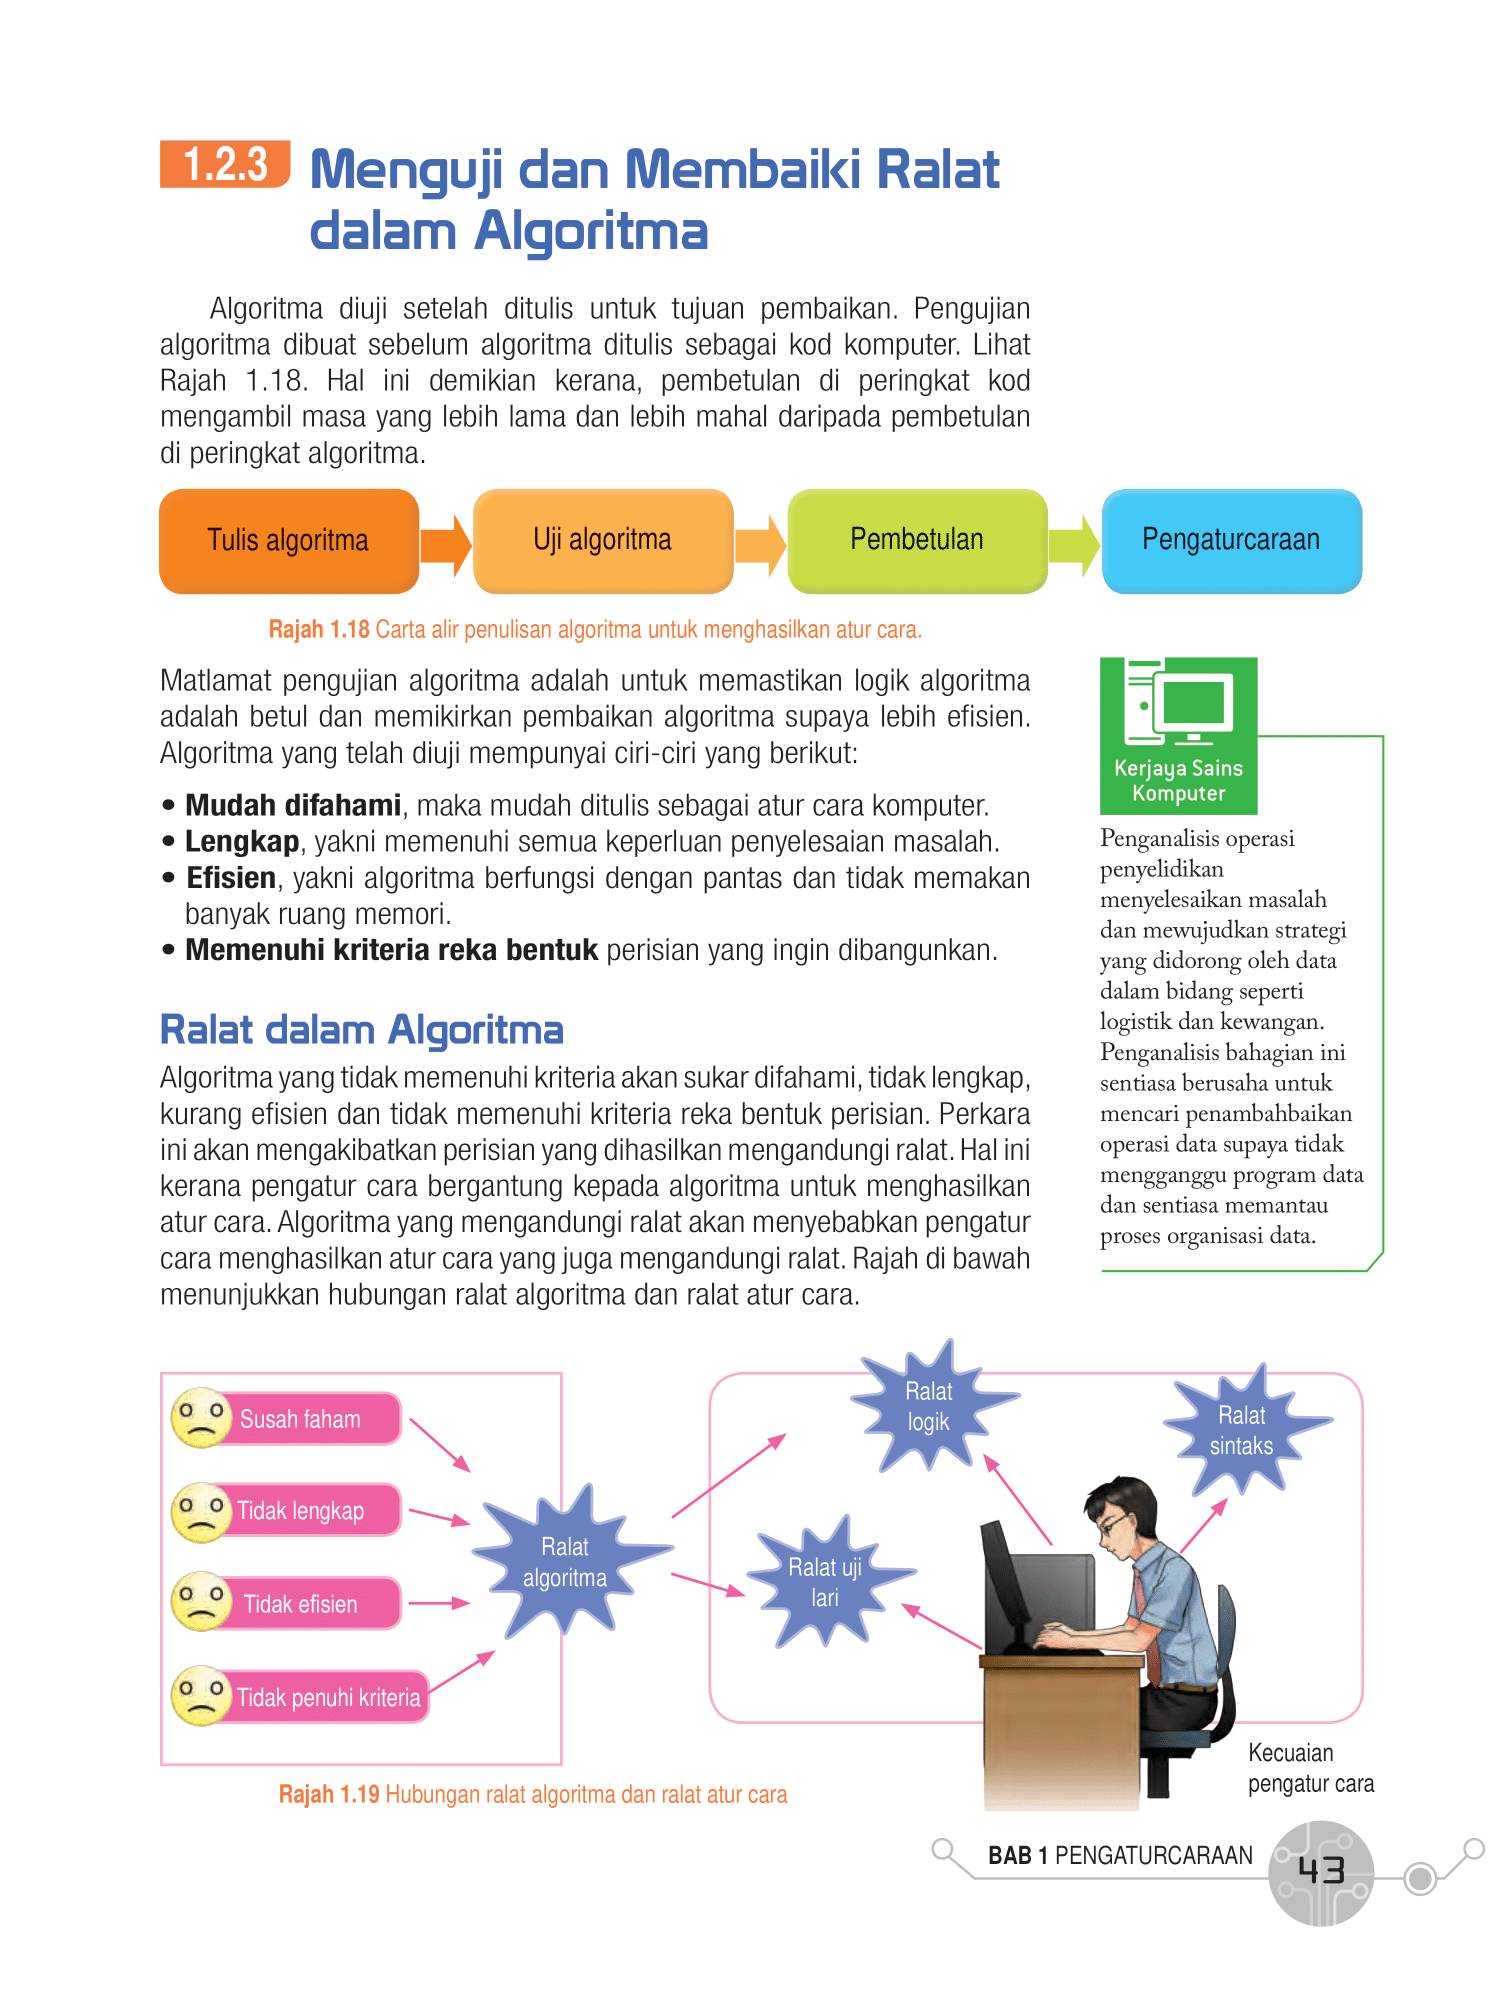 1.2.3 Menguji dan Membaiki Ralat
dalam Algoritma
Algoritma diuji setelah ditulis untuk tujuan pembaikan. Pengujian
algoritma dibuat sebelum algoritma ditulis sebagai kod komputer. Lihat
Rajah 1.18. Hal ini demikian kerana, pembetulan di peringkat kod
mengambil masa yang lebih lama dan lebih mahal daripada pembetulan
di peringkat algoritma.
Tulis algoritma
Uji algoritma
Pembetulan
Pengaturcaraan
Rajah 1.18 Carta alir penulisan algoritma untuk menghasilkan atur cara.
Matlamat pengujian algoritma adalah untuk memastikan logik algoritma
adalah betul dan memikirkan pembaikan algoritma supaya lebih efisien.
Algoritma yang telah diuji mempunyai ciri-ciri yang berikut:
• Mudah difahami, maka mudah ditulis sebagai atur cara komputer.
• Lengkap, yakni memenuhi semua keperluan penyelesaian masalah.
• Efisien, yakni algoritma berfungsi dengan pantas dan tidak memakan
banyak ruang memori.
• Memenuhi kriteria reka bentuk perisian yang ingin dibangunkan.
Kerjaya Sains
Komputer
Penganalisis operasi
penyelidikan
menyelesaikan masalah
dan mewujudkan strategi
yang didorong oleh data
dalam bidang seperti
logistik dan kewangan.
Penganalisis bahagian ini
sentiasa berusaha untuk
mencari penambahbaikan
operasi data supaya tidak
mengganggu program data
dan sentiasa memantau
proses organisasi data.
Ralat dalam Algoritma
Algoritma yang tidak memenuhi kriteria akan sukar difahami, tidak lengkap,
kurang efisien dan tidak memenuhi kriteria reka bentuk perisian. Perkara
ini akan mengakibatkan perisian yang dihasilkan mengandungi ralat. Hal ini
kerana pengatur cara bergantung kepada algoritma untuk menghasilkan
atur cara. Algoritma yang mengandungi ralat akan menyebabkan pengatur
cara menghasilkan atur cara yang juga mengandungi ralat. Rajah di bawah
menunjukkan hubungan ralat algoritma dan ralat atur cara.
Susah faham
Tidak lengkap
Tidak efisien
Tidak penuhi kriteria
Ralat
algoritma
Ralat
logik
Ralat uji
lari
Ralat
sintaks
Kecuaian
pengatur cara
Rajah 1.19 Hubungan ralat algoritma dan ralat atur cara
BAB 1 PENGATURCARAAN
43